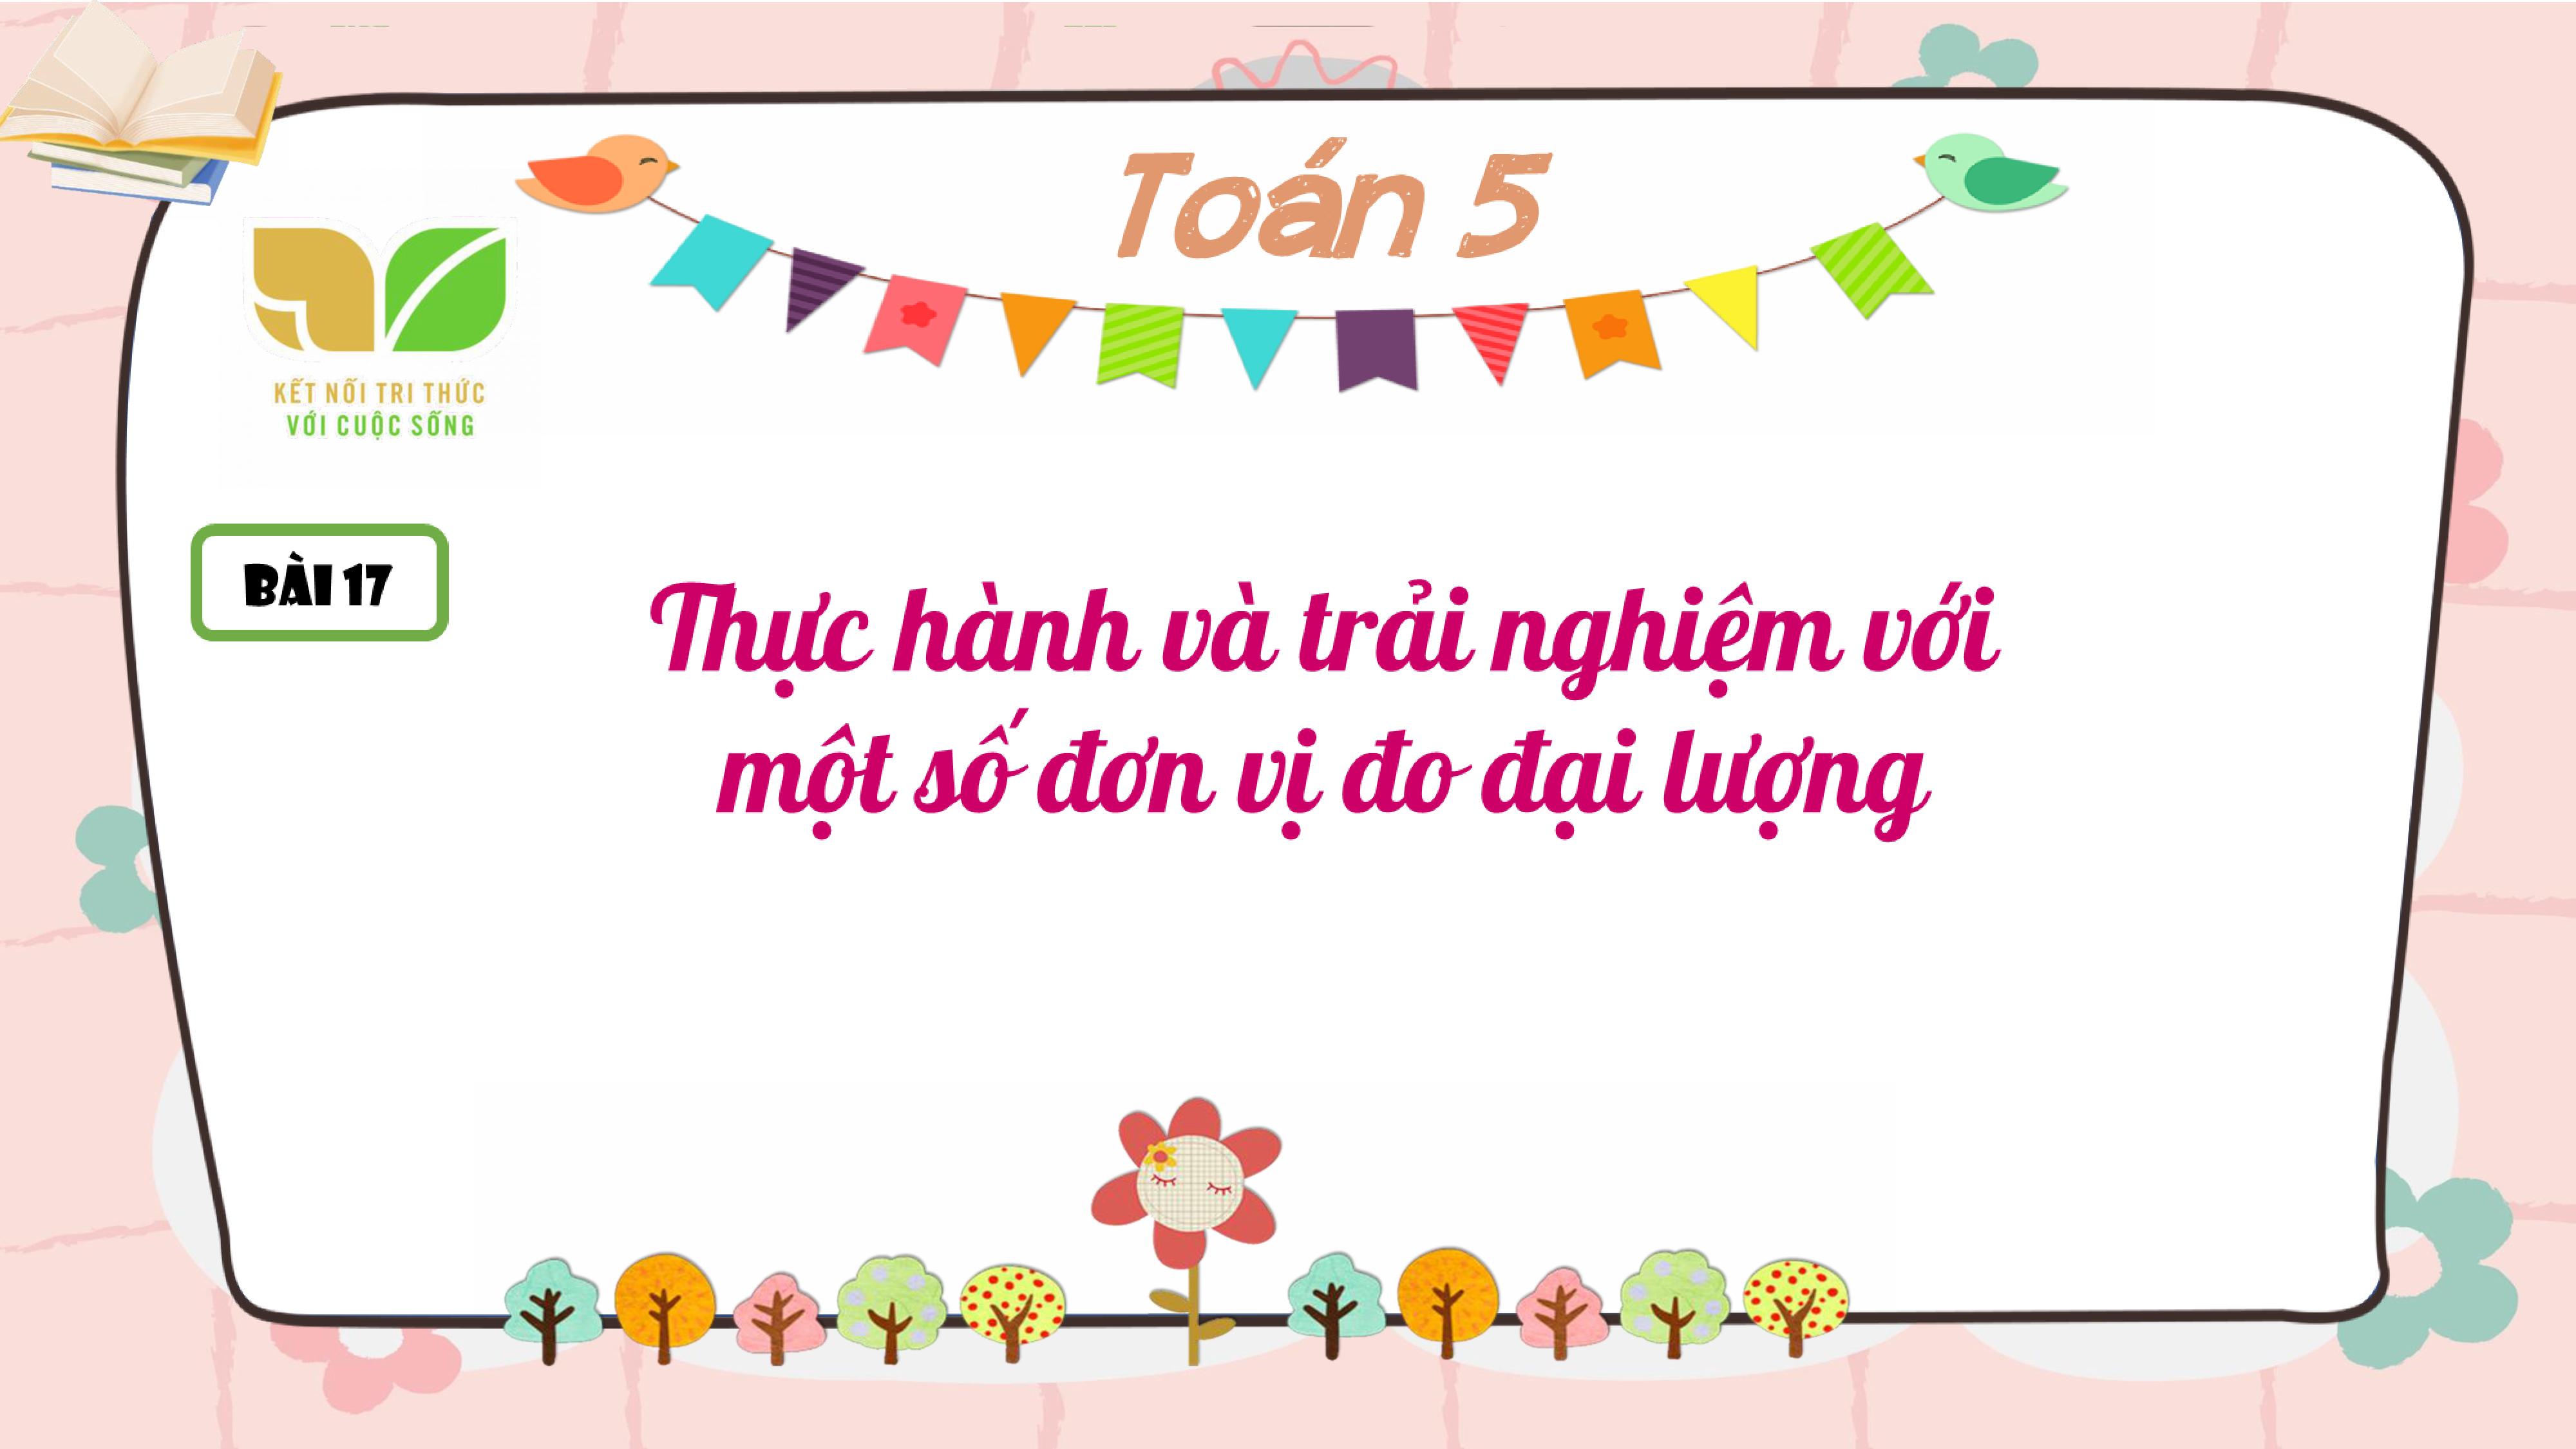 Toán 5
KẾT NỐI TRI THỨC
VỚI CUỘC SỐNG
BÀI 17
Thực hành và trải nghiệm với
một số đơn vị đo đại lượng